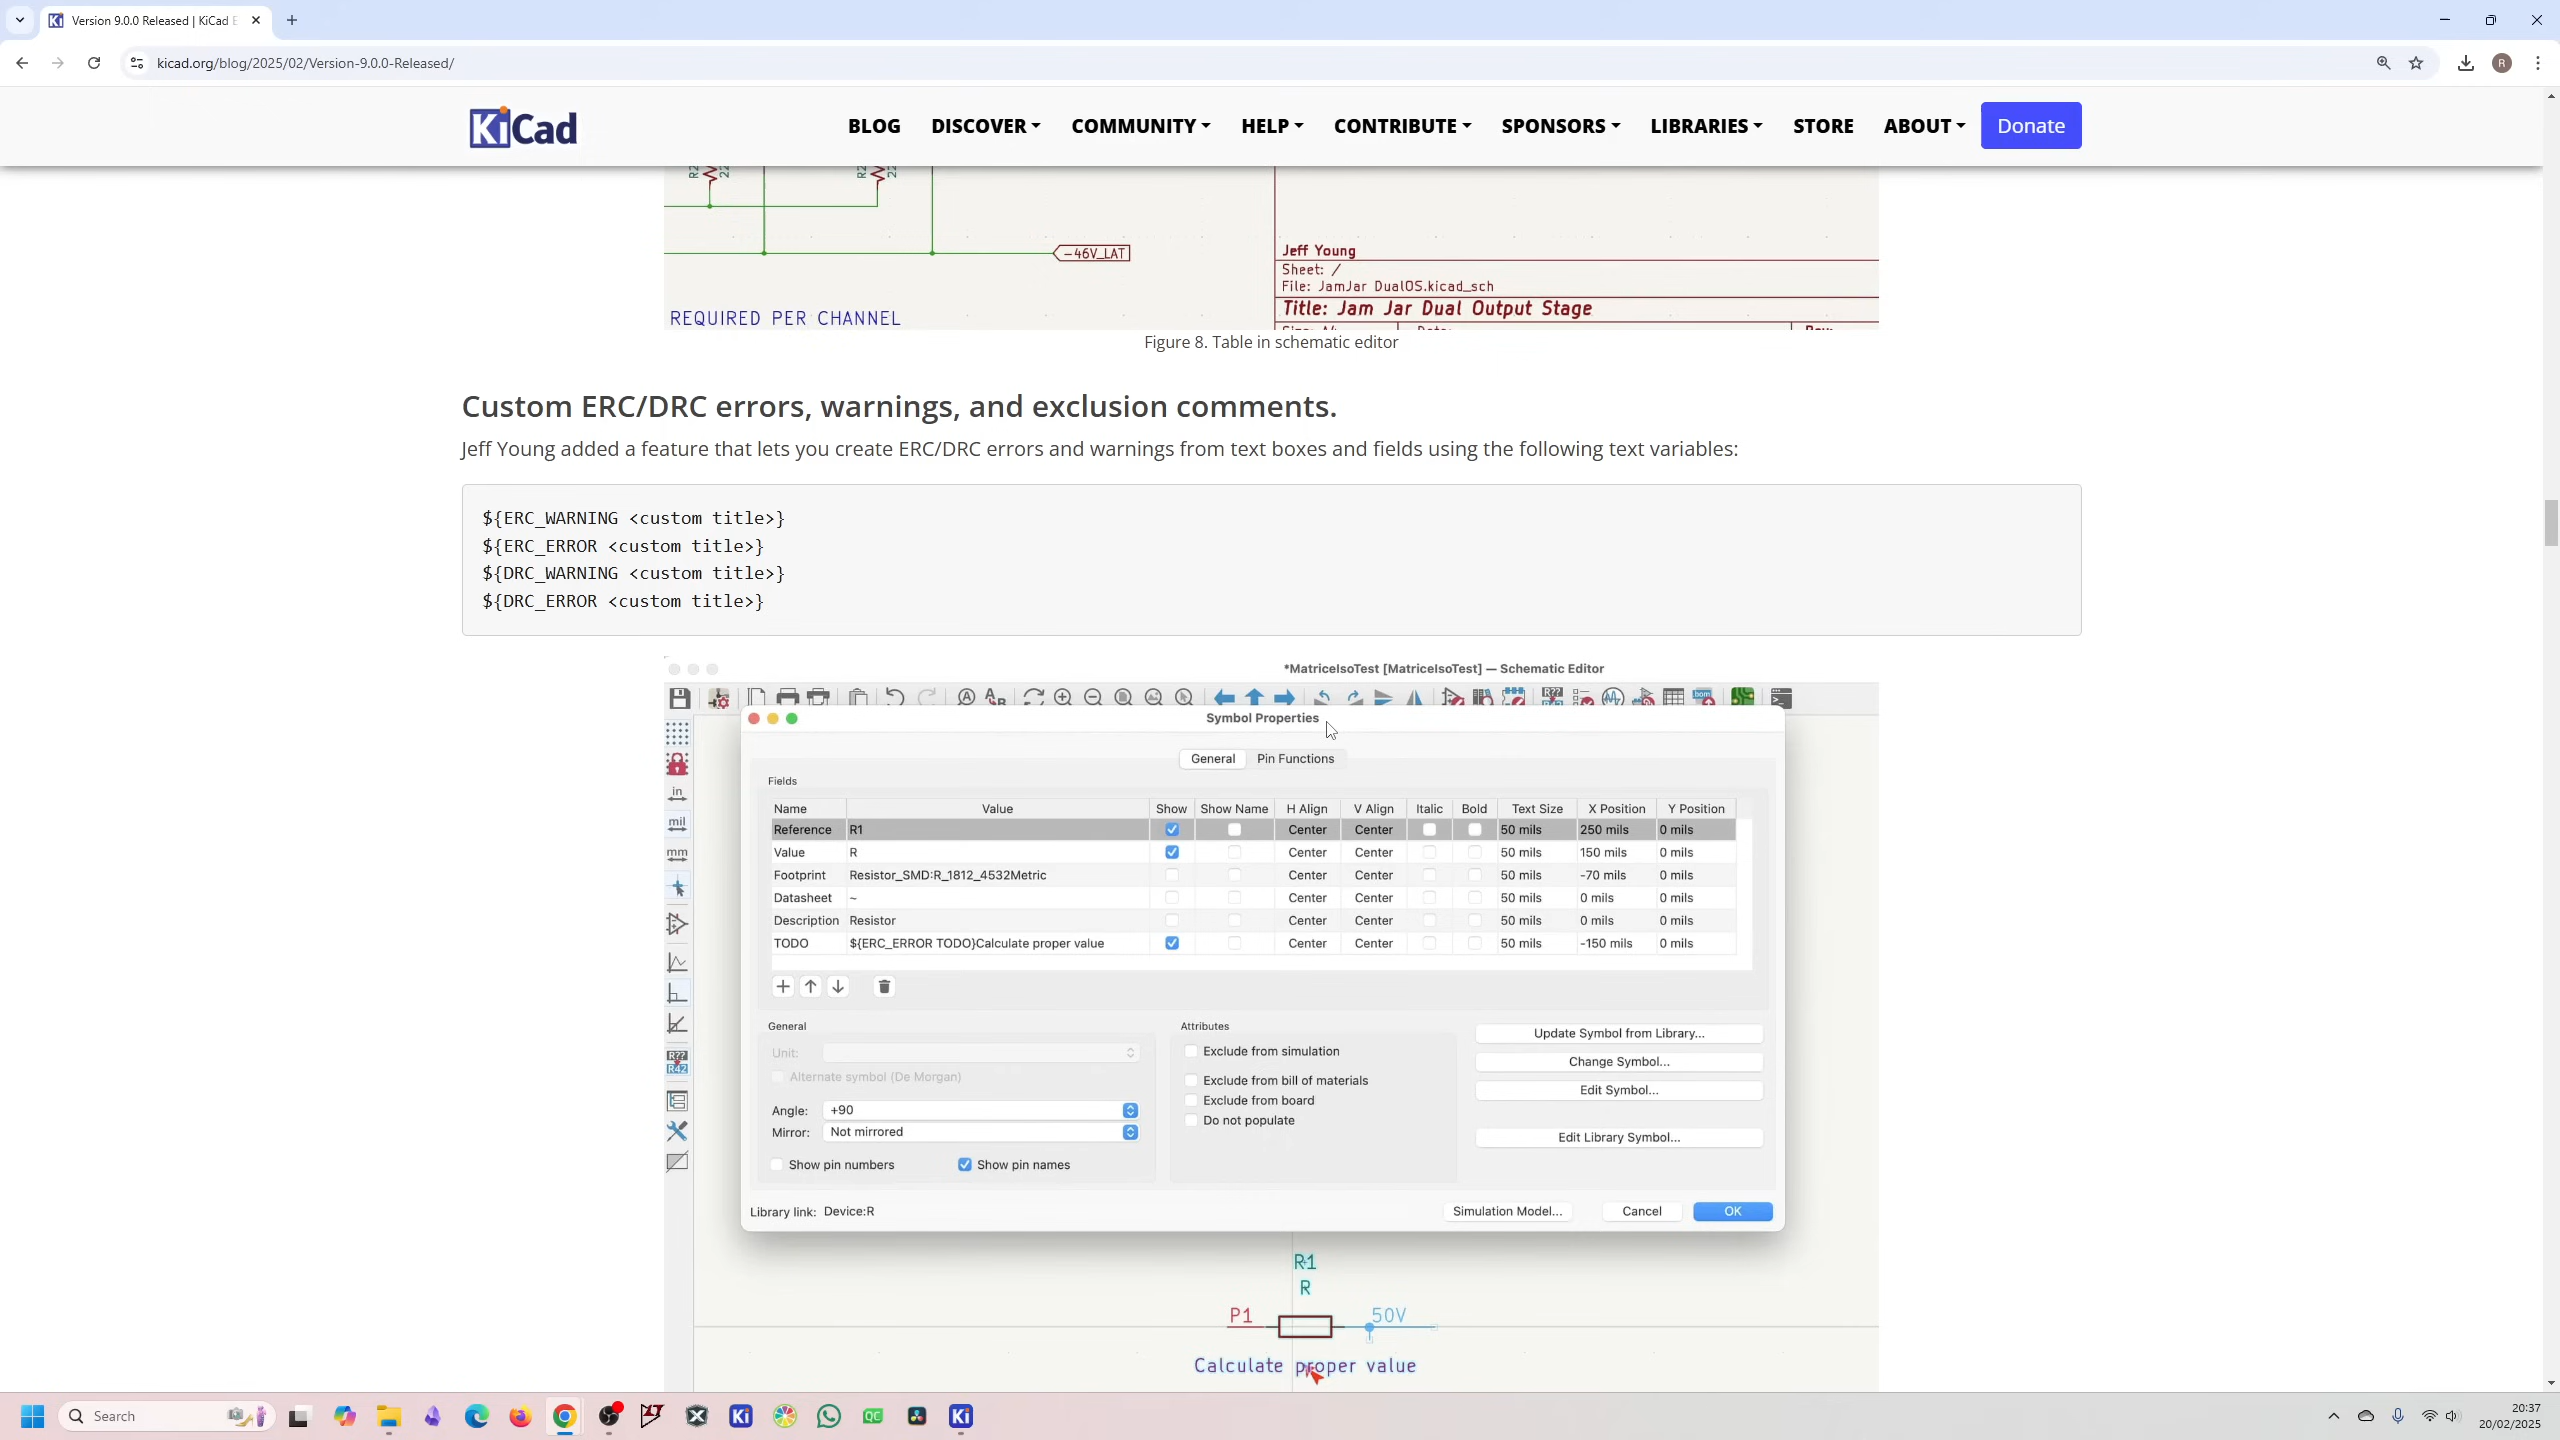 Version 9.0.0 Released | KiCad E
kicad.org/blog/2025/02/Version-9.0.0-Released/
R
KiCad
BLOG DISCOVER COMMUNITY HELP CONTRIBUTE SPONSORS LIBRARIES STORE ABOUT Donate
-46V_LAT
REQUIRED PER CHANNEL
Jeff Young
Sheet: /
File: JamJar DualOS.kicad_sch
Title: Jam Jar Dual Output Stage
Figure 8. Table in schematic editor
Custom ERC/DRC errors, warnings, and exclusion comments.
Jeff Young added a feature that lets you create ERC/DRC errors and warnings from text boxes and fields using the following text variables:
${ERC_WARNING <custom title>}
${ERC_ERROR <custom title>}
${DRC_WARNING <custom title>}
${DRC_ERROR <custom title>}
*MatriceIsoTest [MatriceIsoTest] — Schematic Editor
Symbol Properties
General Pin Functions
Fields
Name Value Show Show Name H Align V Align Italic Bold Text Size X Position Y Position
Reference R1 Center Center 50 mils 250 mils 0 mils
Value R Center Center 50 mils 150 mils 0 mils
Footprint Resistor_SMD:R_1812_4532Metric Center Center 50 mils -70 mils 0 mils
Datasheet ~ Center Center 50 mils 0 mils 0 mils
Description Resistor Center Center 50 mils 0 mils 0 mils
TODO ${ERC_ERROR TODO}Calculate proper value Center Center 50 mils -150 mils 0 mils
in
mil
mm
R??
R42
General
Unit:
Alternate symbol (De Morgan)
Angle: +90
Mirror: Not mirrored
Show pin numbers Show pin names
Attributes
Exclude from simulation
Exclude from bill of materials
Exclude from board
Do not populate
Update Symbol from Library...
Change Symbol...
Edit Symbol...
Edit Library Symbol...
Library link: Device:R
Simulation Model... Cancel OK
R1
R
P1 50V
Calculate proper value
Search
20:37
20/02/2025